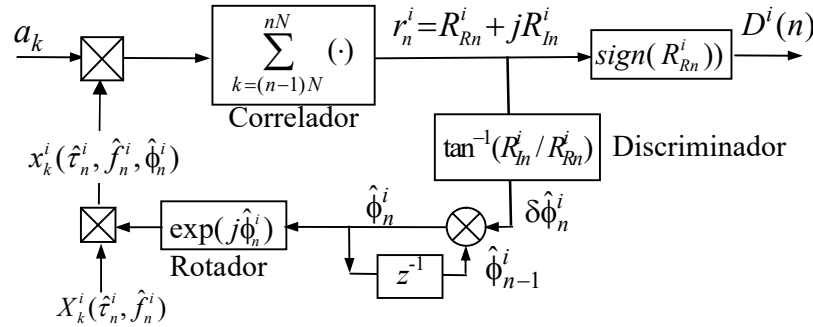 a_k
∑_{k=(n-1)N}^{nN} (·)
r_n^i = R_{Rn}^i + jR_{In}^i
D^i(n)
sign(R_{Rn}^i))
Correlador
tan^{-1}(R_{In}^i / R_{Rn}^i)
Discriminador
x_k^i(τ̂_n^i, f̂_n^i, ϕ̂_n^i)
ϕ̂_n^i
δϕ̂_n^i
exp(jϕ̂_n^i)
Rotador
z^{-1}
ϕ̂_{n-1}^i
X_k^i(τ̂_n^i, f̂_n^i)